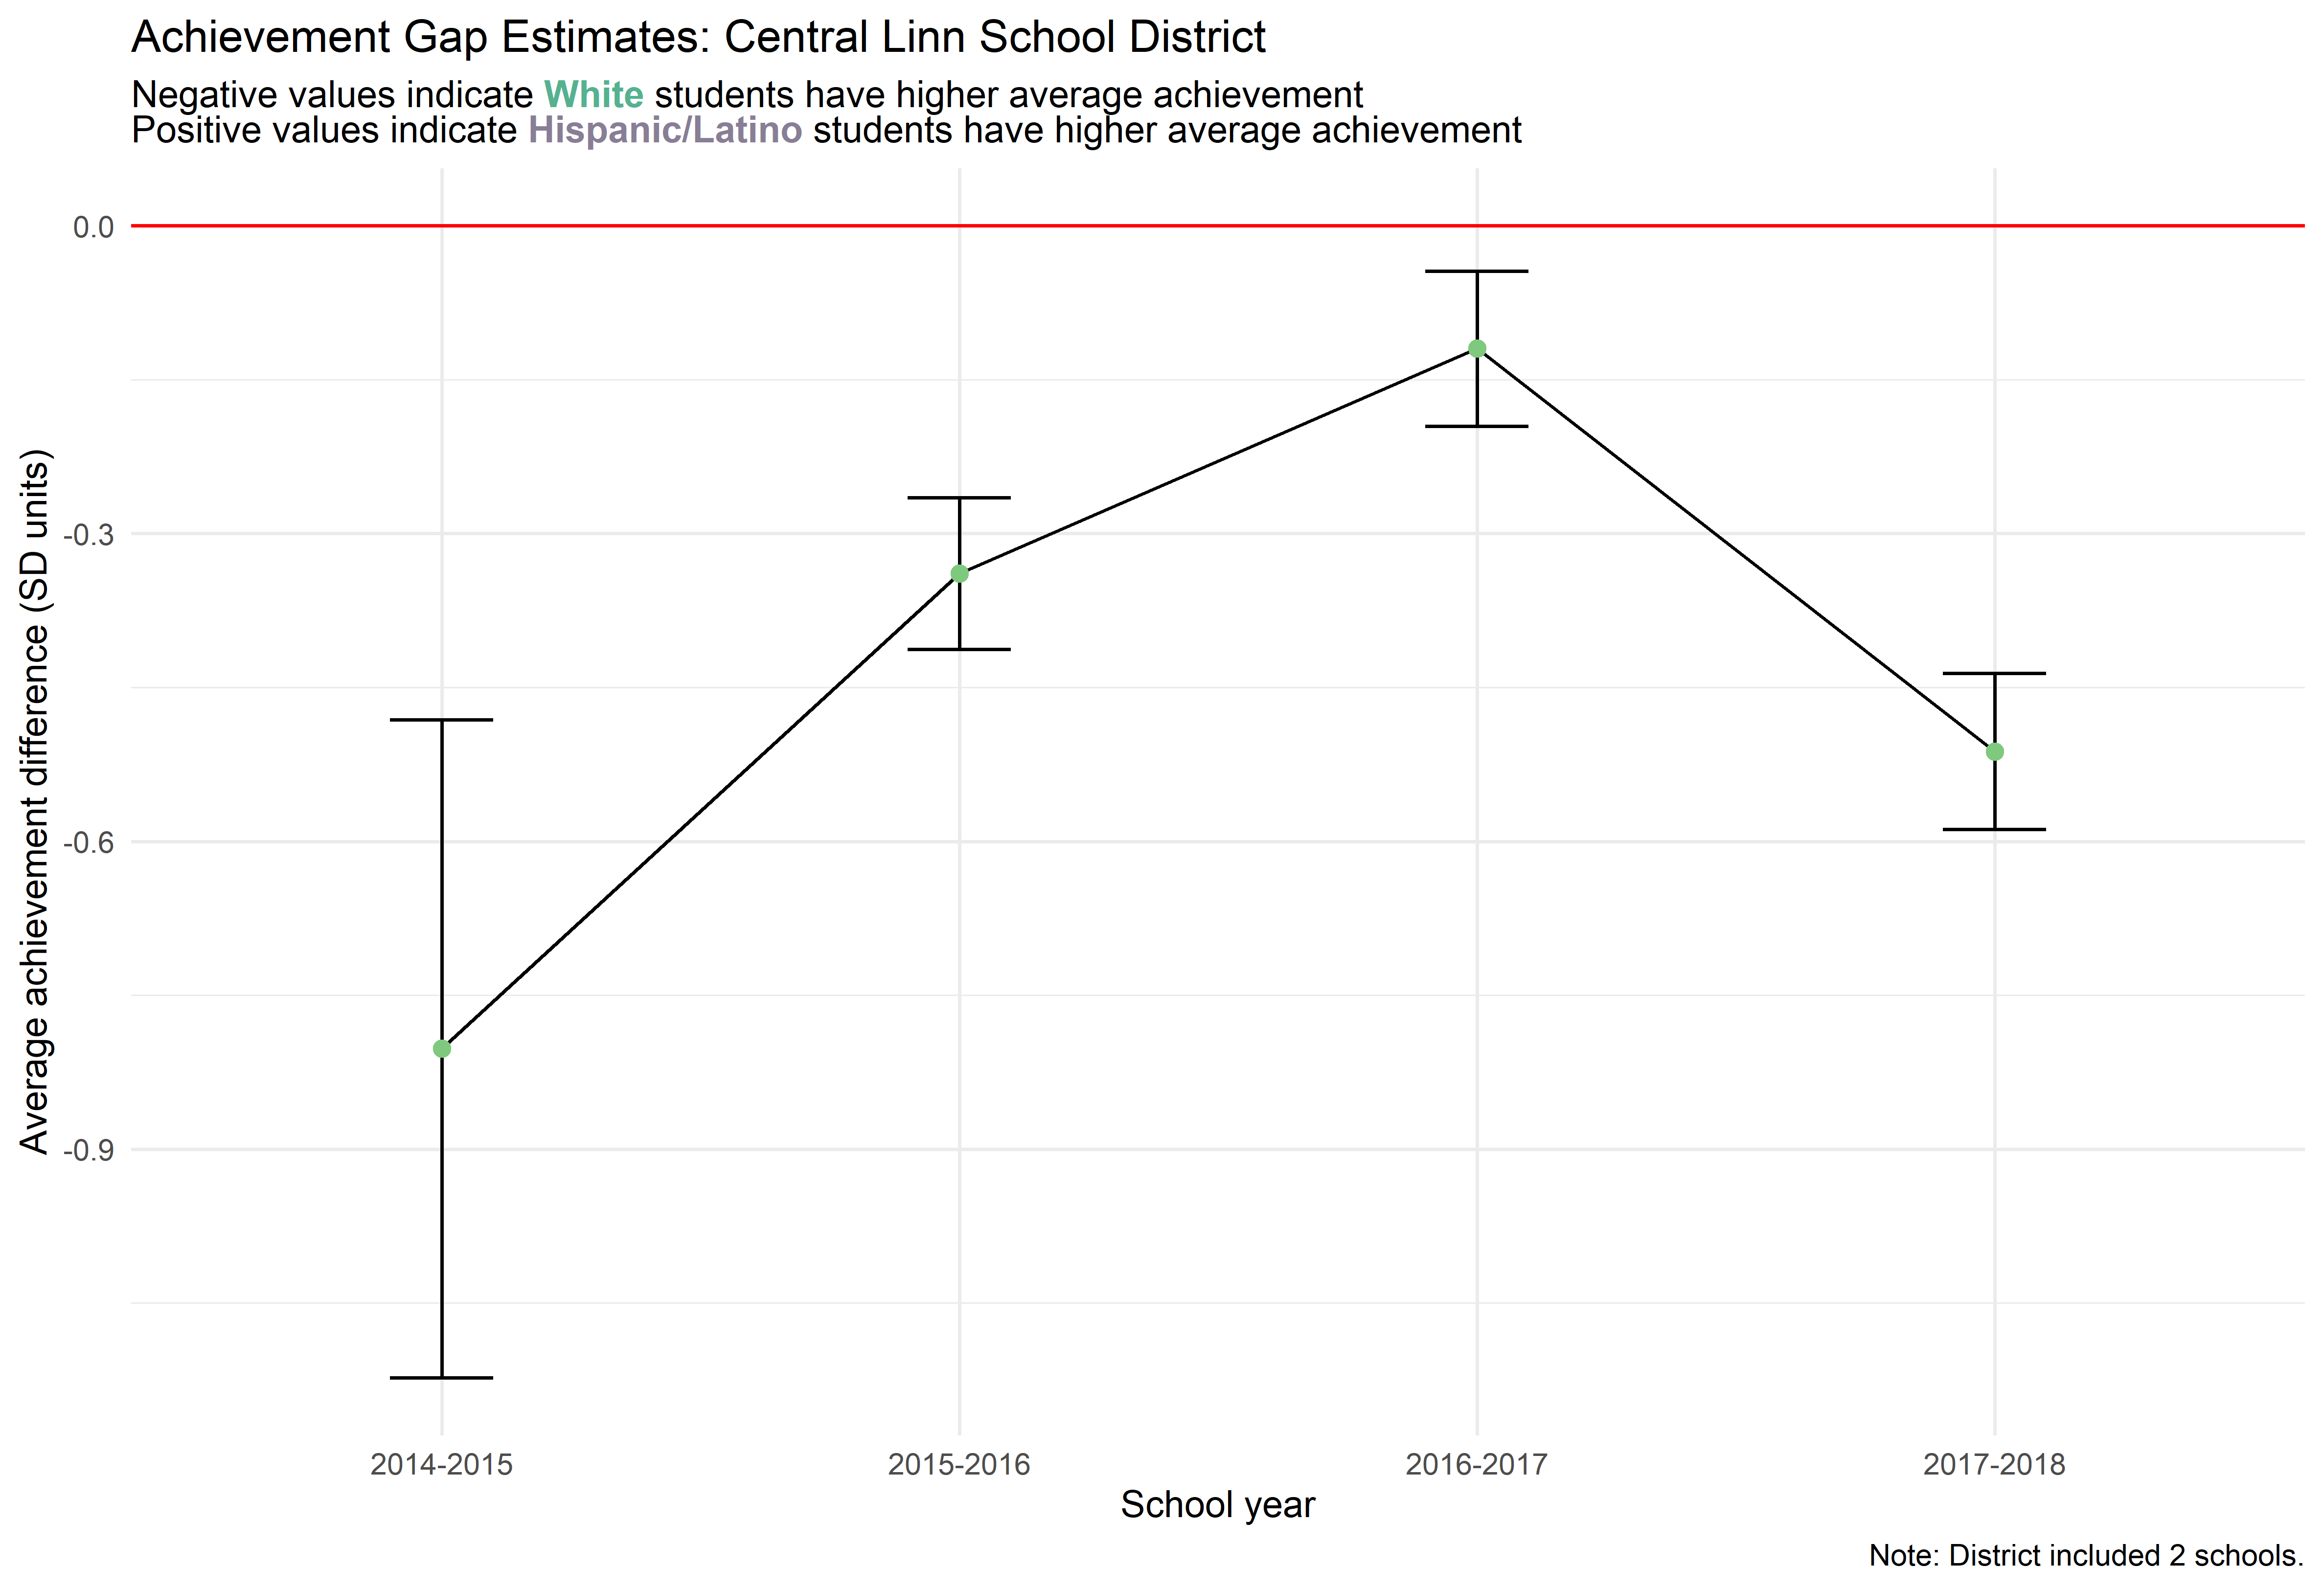 Achievement Gap Estimates: Central Linn School District
Negative values indicate White students have higher average achievement
Positive values indicate Hispanic/Latino students have higher average achievement
Average achievement difference (SD units)
0.0
-0.3
-0.6
-0.9
2014-2015
2015-2016
2016-2017
2017-2018
School year
Note: District included 2 schools.